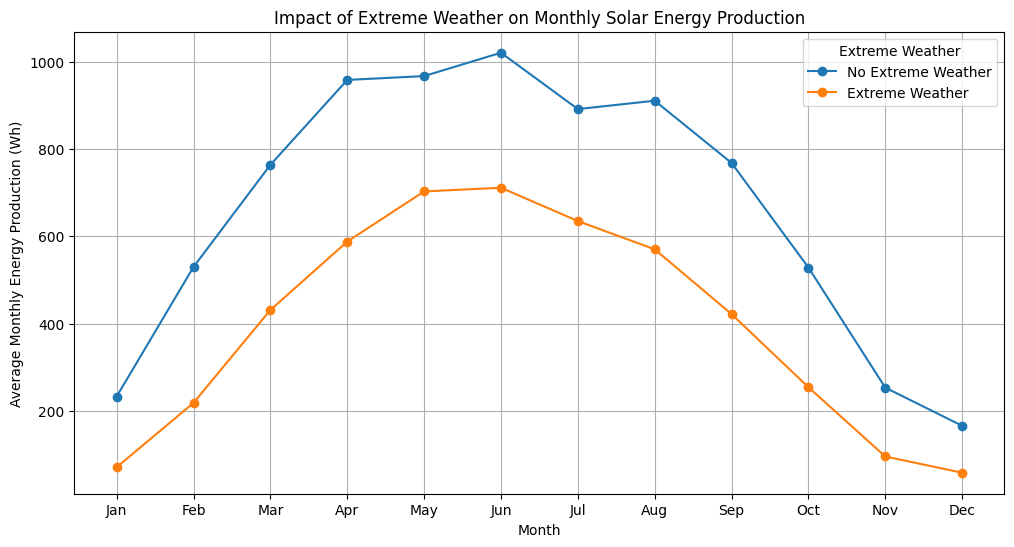 Impact of Extreme Weather on Monthly Solar Energy Production
Average Monthly Energy Production (Wh)
1000
800
600
400
200
Extreme Weather
No Extreme Weather
Extreme Weather
Jan Feb Mar Apr May Jun Jul Aug Sep Oct Nov Dec
Month